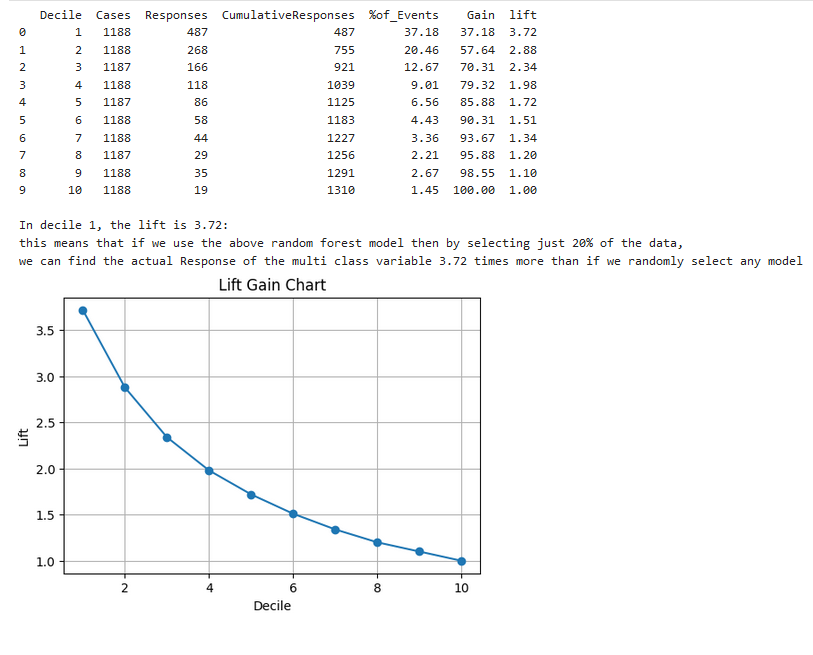 Decile Cases Responses CumulativeResponses %of_Events Gain lift
0 1 1188 487 487 37.18 37.18 3.72
1 2 1188 268 755 20.46 57.64 2.88
2 3 1187 166 921 12.67 70.31 2.34
3 4 1188 118 1039 9.01 79.32 1.98
4 5 1187 86 1125 6.56 85.88 1.72
5 6 1188 58 1183 4.43 90.31 1.51
6 7 1188 44 1227 3.36 93.67 1.34
7 8 1187 29 1256 2.21 95.88 1.20
8 9 1188 35 1291 2.67 98.55 1.10
9 10 1188 19 1310 1.45 100.00 1.00
In decile 1, the lift is 3.72:
this means that if we use the above random forest model then by selecting just 20% of the data,
we can find the actual Response of the multi class variable 3.72 times more than if we randomly select any model
Lift Gain Chart
3.5
3.0
2.5
2.0
1.5
1.0
Lift
2 4 6 8 10
Decile